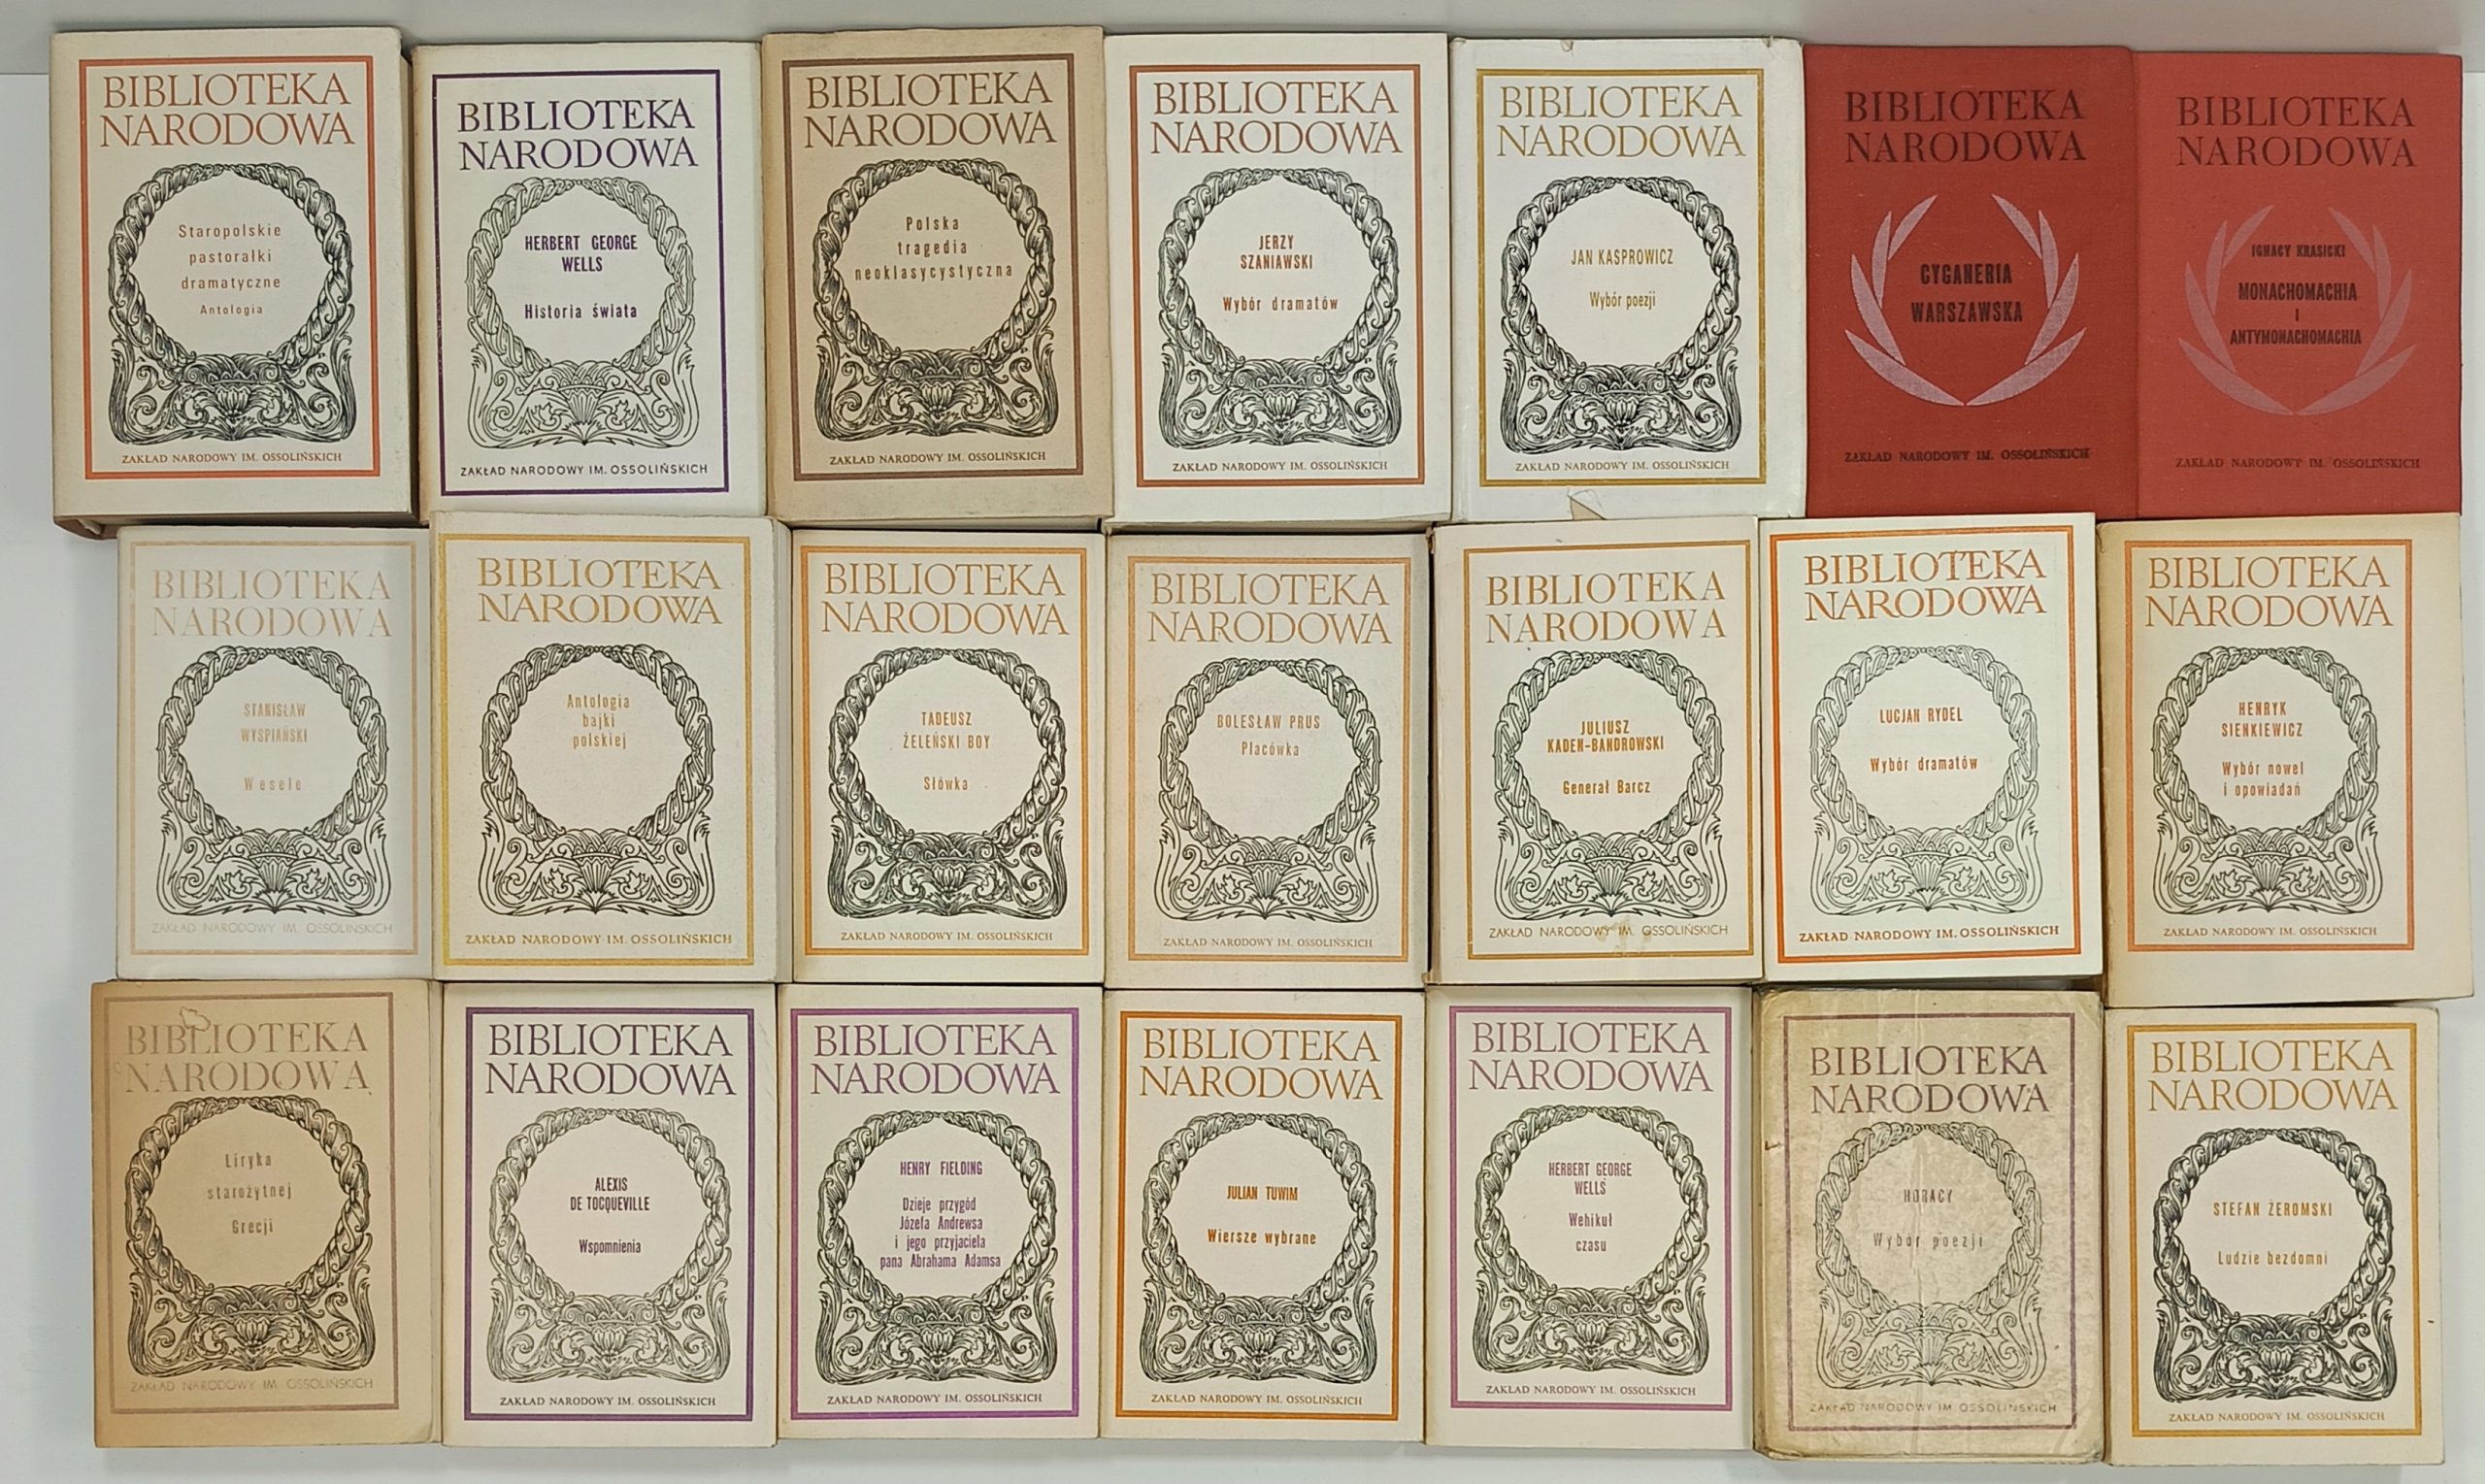 BIBLIOTEKA
NARODOWA
Staropolskie
pastorałki
dramatyczne
Antologia
ZAKŁAD NARODOWY IM. OSSOLIŃSKICH
BIBLIOTEKA
NARODOWA
HERBERT GEORGE
WELLS
Historia świata
ZAKŁAD NARODOWY IM. OSSOLIŃSKICH
BIBLIOTEKA
NARODOWA
Polska
tragedia
neoklasycystyczna
ZAKŁAD NARODOWY IM. OSSOLIŃSKICH
BIBLIOTEKA
NARODOWA
JERZY
SZANIAWSKI
Wybór dramatów
ZAKŁAD NARODOWY IM. OSSOLIŃSKICH
BIBLIOTEKA
NARODOWA
JAN KASPROWICZ
Wybór poezji
ZAKŁAD NARODOWY IM. OSSOLIŃSKICH
BIBLIOTEKA
NARODOWA
CYGANERIA
WARSZAWSKA
ZAKŁAD NARODOWY IM. OSSOLIŃSKICH
BIBLIOTEKA
NARODOWA
IGNACY KRASICKI
MONACHOMACHIA
I
ANTYMONACHOMACHIA
ZAKŁAD NARODOWY IM. OSSOLIŃSKICH
BIBLIOTEKA
NARODOWA
STANISŁAW
WYSPIAŃSKI
Wesele
ZAKŁAD NARODOWY IM. OSSOLIŃSKICH
BIBLIOTEKA
NARODOWA
Antologia
bajki
polskiej
ZAKŁAD NARODOWY IM. OSSOLIŃSKICH
BIBLIOTEKA
NARODOWA
TADEUSZ
ŻELEŃSKI BOY
Słówka
ZAKŁAD NARODOWY IM. OSSOLIŃSKICH
BIBLIOTEKA
NARODOWA
BOLESŁAW PRUS
Placówka
ZAKŁAD NARODOWY IM. OSSOLIŃSKICH
BIBLIOTEKA
NARODOWA
JULIUSZ
KADEN-BANDROWSKI
Generał Barcz
ZAKŁAD NARODOWY IM. OSSOLIŃSKICH
BIBLIOTEKA
NARODOWA
LUCJAN RYDEL
Wybór dramatów
ZAKŁAD NARODOWY IM. OSSOLIŃSKICH
BIBLIOTEKA
NARODOWA
HENRYK
SIENKIEWICZ
Wybór nowel
i opowiadań
ZAKŁAD NARODOWY IM. OSSOLIŃSKICH
BIBLIOTEKA
NARODOWA
Liryka
starożytnej
Grecji
ZAKŁAD NARODOWY IM. OSSOLIŃSKICH
BIBLIOTEKA
NARODOWA
ALEXIS
DE TOCQUEVILLE
Wspomnienia
ZAKŁAD NARODOWY IM. OSSOLIŃSKICH
BIBLIOTEKA
NARODOWA
HENRY FIELDING
Dzieje przygód
Józefa Andrewsa
i jego przyjaciela
pana Abrahama Adamsa
ZAKŁAD NARODOWY IM. OSSOLIŃSKICH
BIBLIOTEKA
NARODOWA
JULIAN TUWIM
Wiersze wybrane
ZAKŁAD NARODOWY IM. OSSOLIŃSKICH
BIBLIOTEKA
NARODOWA
HERBERT GEORGE
WELLS
Wehikuł
czasu
ZAKŁAD NARODOWY IM. OSSOLIŃSKICH
BIBLIOTEKA
NARODOWA
HORACY
Wybór poezji
ZAKŁAD NARODOWY IM. OSSOLIŃSKICH
BIBLIOTEKA
NARODOWA
STEFAN ŻEROMSKI
Ludzie bezdomni
ZAKŁAD NARODOWY IM. OSSOLIŃSKICH